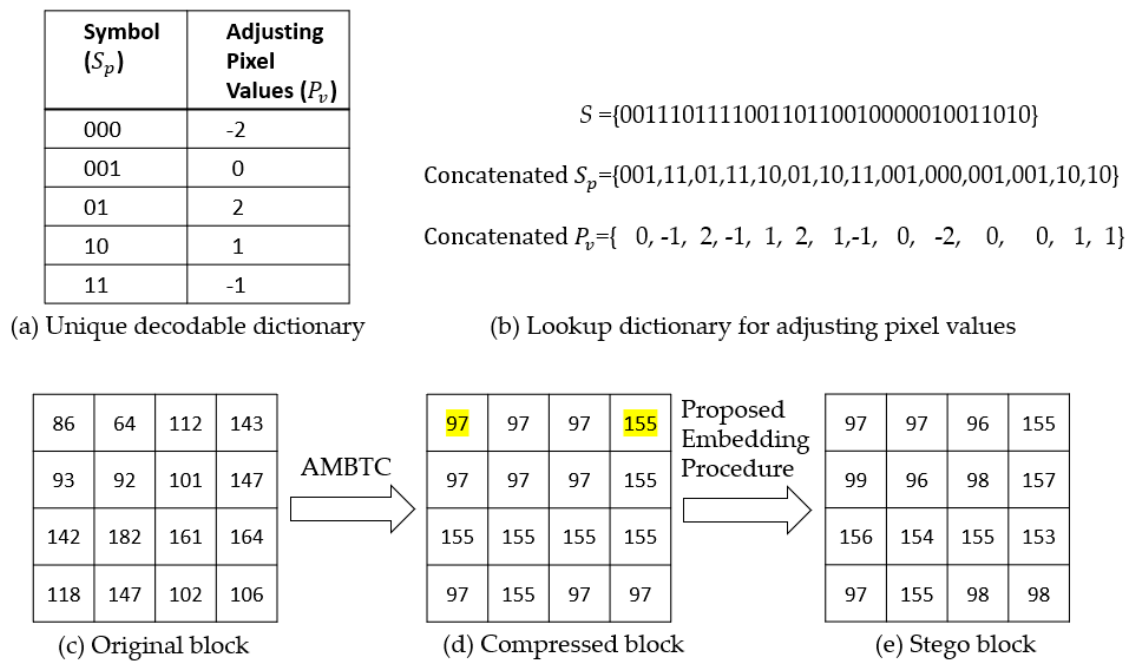 Symbol (Sₚ) Adjusting Pixel Values (Pᵥ)
000 -2
001 0
01 2
10 1
11 -1
(a) Unique decodable dictionary
S ={001110111100110110010000010011010}
Concatenated Sₚ={001,11,01,11,10,01,10,11,001,000,001,001,10,10}
Concatenated Pᵥ={ 0, -1, 2, -1, 1, 2, 1,-1, 0, -2, 0, 0, 1, 1}
(b) Lookup dictionary for adjusting pixel values
86 64 112 143
93 92 101 147
142 182 161 164
118 147 102 106
(c) Original block
AMBTC
97 97 97 155
97 97 97 155
155 155 155 155
97 155 97 97
(d) Compressed block
Proposed
Embedding
Procedure
97 97 96 155
99 96 98 157
156 154 155 153
97 155 98 98
(e) Stego block